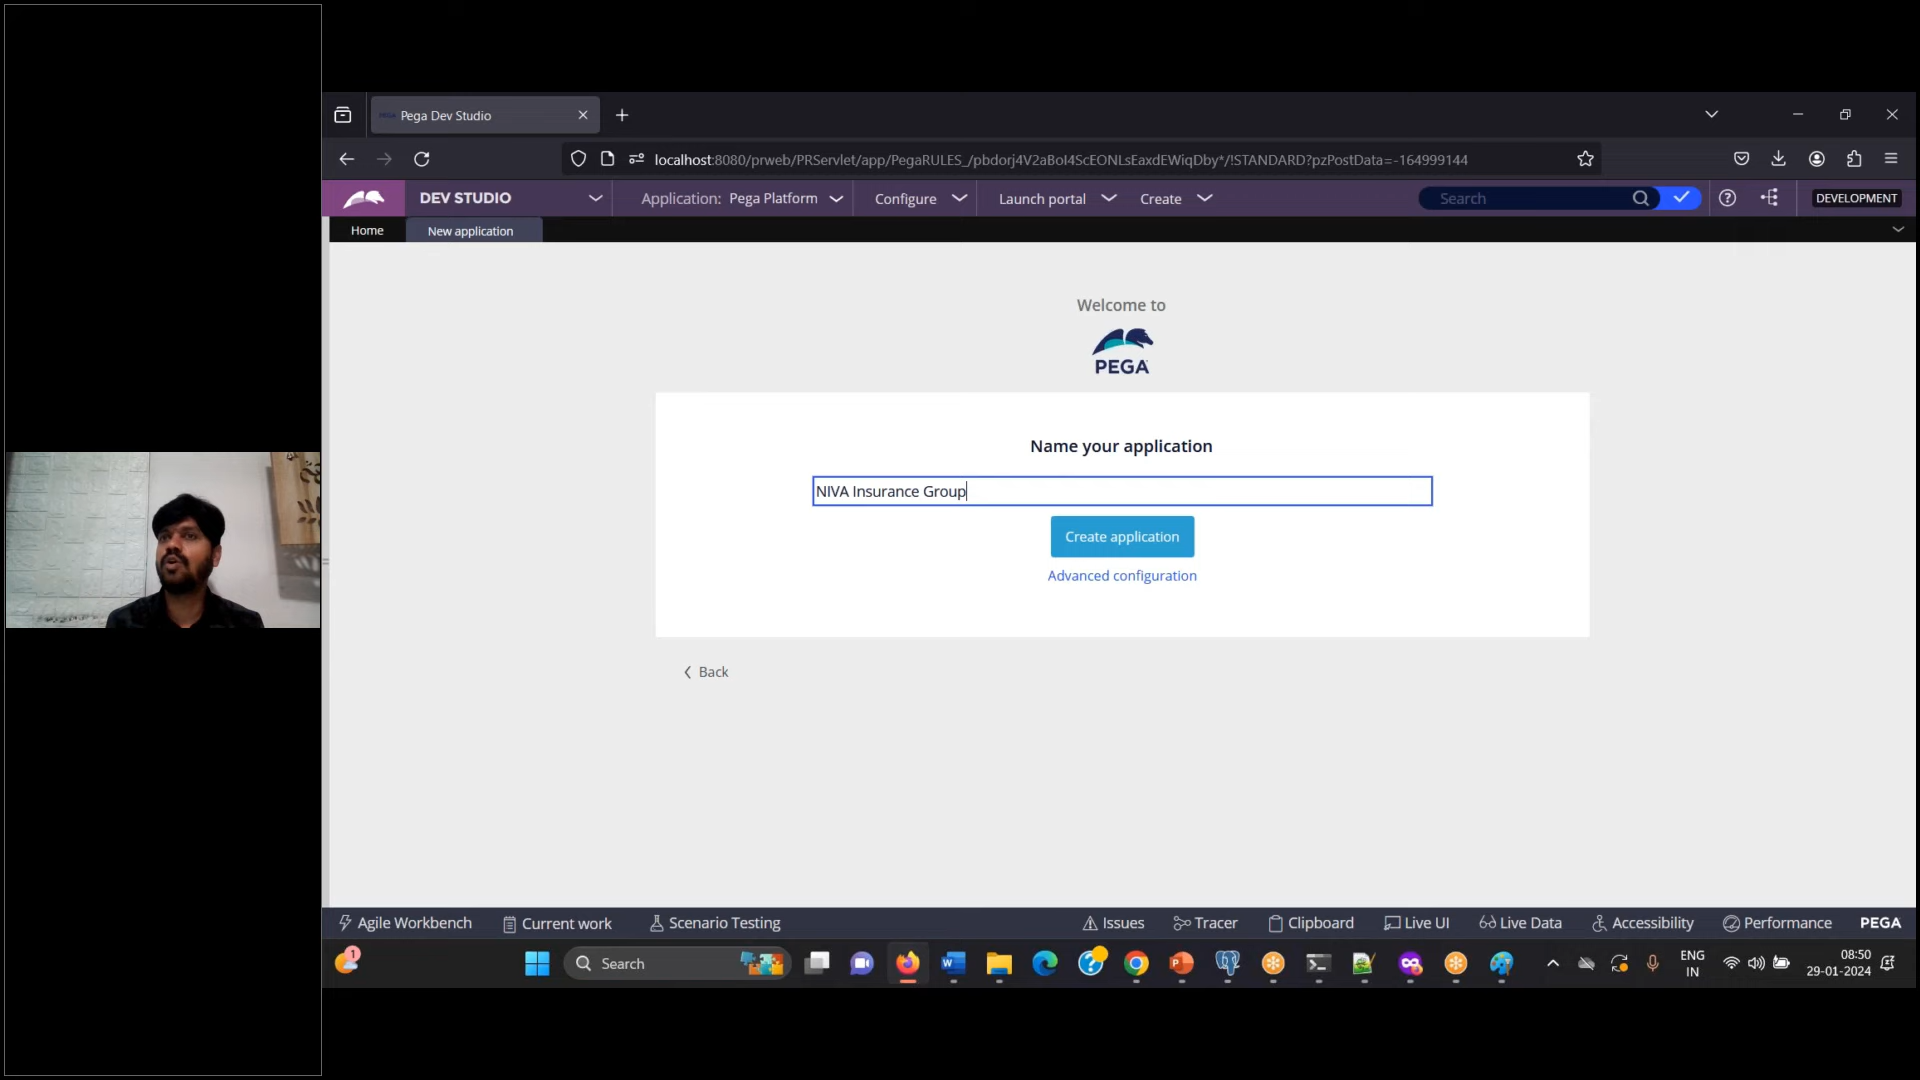 Pega Dev Studio
localhost:8080/prweb/PRServlet/app/PegaRULES_/pbdorj4V2aBoI4ScEONLsEaxdEWiqDby*/!STANDARD?pzPostData=-164999144
DEV STUDIO
Application: Pega Platform
Configure
Launch portal
Create
Search
DEVELOPMENT
Home
New application
Welcome to
PEGA
Name your application
NIVA Insurance Group
Create application
Advanced configuration
Back
Agile Workbench
Current work
Scenario Testing
Issues
Tracer
Clipboard
Live UI
Live Data
Accessibility
Performance
PEGA
1
Search
ENG
IN
08:50
29-01-2024